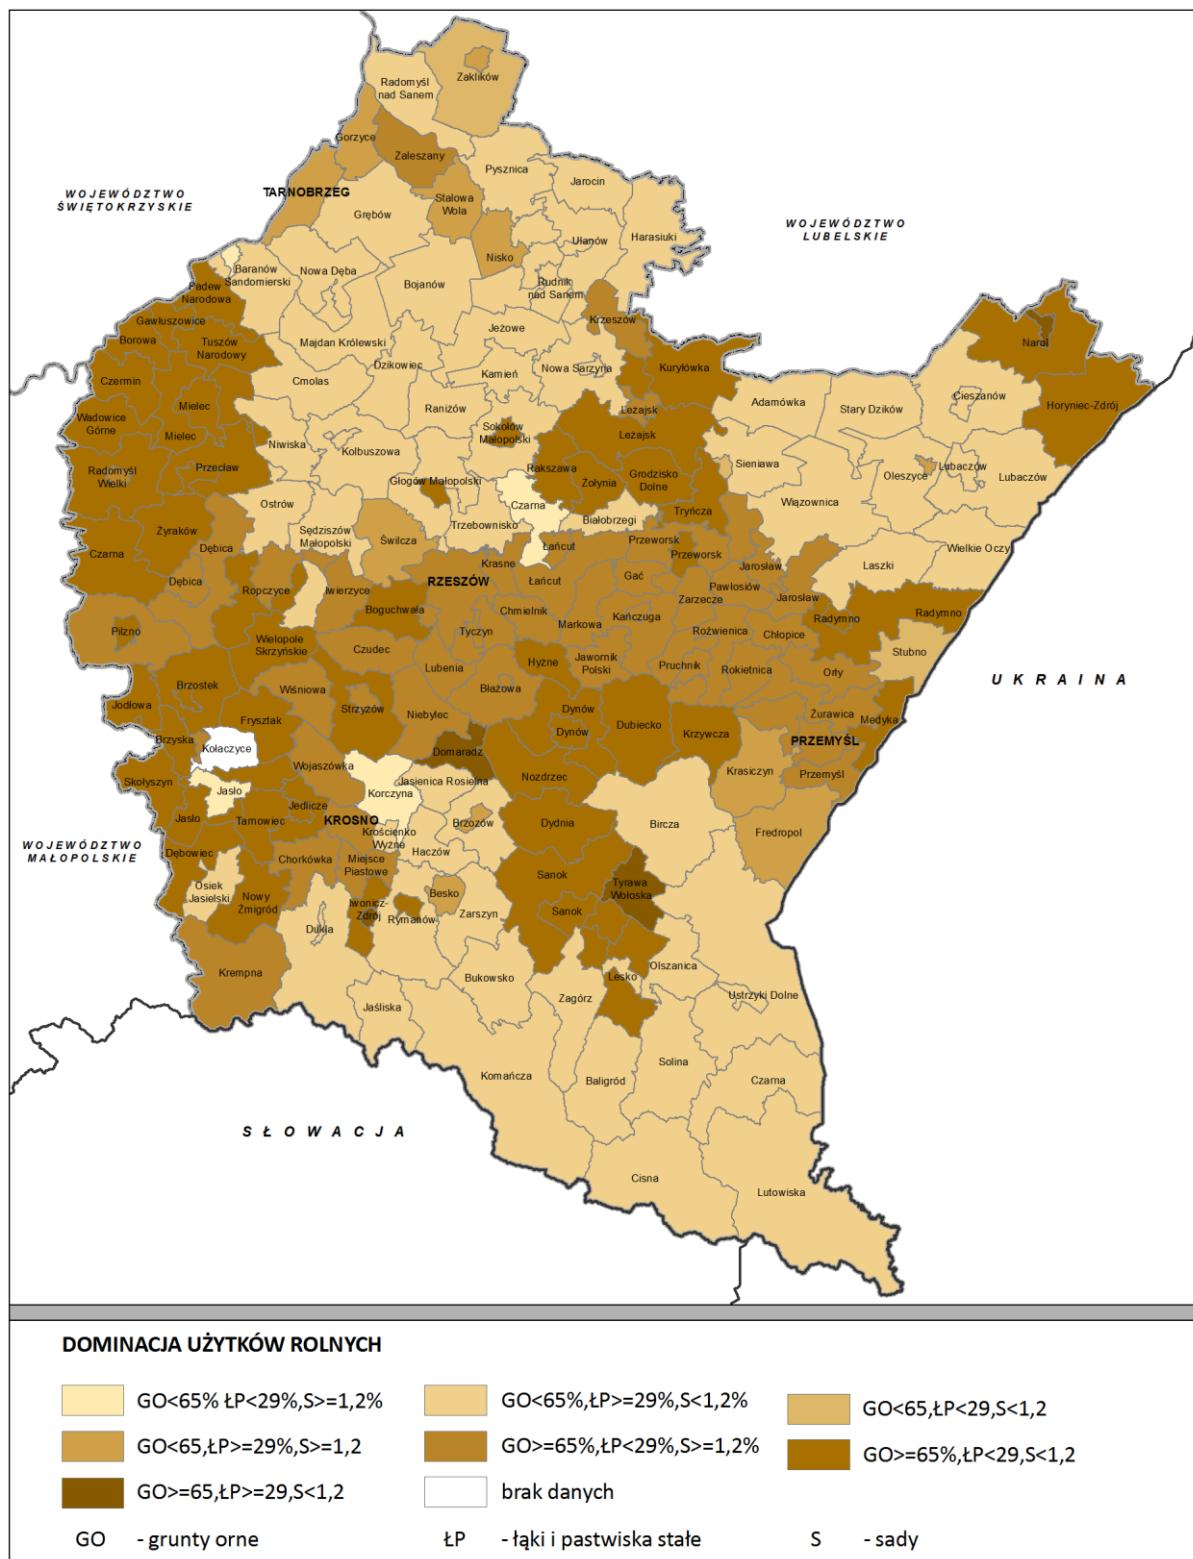 Radomyśl
nad Sanem
Zaklików
Gorzyce
Zaleszany
Pysznica
Jarocin
WOJEWÓDZTWO
ŚWIĘTOKRZYSKIE
TARNOBRZEG
Stalowa
Wola
Grębów
WOJEWÓDZTWO
LUBELSKIE
Ulanów
Harasiuki
Nisko
Baranów
Sandomierski
Nowa Dęba
Bojanów
Rudnik
nad Sanem
Padew
Narodowa
Gawłuszowice
Borowa
Tuszów
Narodowy
Krzeszów
Jeżowe
Majdan Królewski
Dzikowiec
Kamień
Nowa Sarzyna
Kuryłówka
Narol
Czermin
Cmolas
Mielec
Raniżów
Leżajsk
Adamówka
Stary Dzików
Cieszanów
Horyniec-Zdrój
Wadowice
Górne
Mielec
Niwiska
Kolbuszowa
Sokołów
Małopolski
Leżajsk
Radomyśl
Wielki
Przecław
Rakszawa
Żołynia
Grodzisko
Dolne
Sieniawa
Oleszyce
Lubaczów
Lubaczów
Głogów Małopolski
Wiązownica
Ostrów
Czarna
Białobrzegi
Tryńcza
Sędziszów
Małopolski
Trzebownisko
Żyraków
Świlcza
Czarna
Dębica
Łańcut
Przeworsk
Przeworsk
Wielkie Oczy
Laszki
Krasne
Jarosław
Dębica
Ropczyce
Iwierzyce
RZESZÓW
Łańcut
Gać
Pawłosiów
Jarosław
Zarzecze
Boguchwała
Chmielnik
Markowa
Kańczuga
Radymno
Radymno
Pilzno
Wielopole
Skrzyńskie
Tyczyn
Roźwienica
Chłopice
Czudec
Stubno
Lubenia
Hyżne
Jawornik
Polski
Pruchnik
Rokietnica
Orły
UKRAINA
Brzostek
Wiśniowa
Błażowa
Jodłowa
Strzyżów
Niebylec
Dynów
Dynów
Dubiecko
Żurawica
Medyka
Frysztak
Brzyska
Kołaczyce
Domaradz
Krzywcza
PRZEMYŚL
Wojaszówka
Krasiczyn
Przemyśl
Skołyszyn
Jasło
Jasienica Rosielna
Nozdrzec
Korczyna
Jedlicze
Jasło
Tarnowiec
KROSNO
Brzozów
Dydnia
Bircza
Fredropol
WOJEWÓDZTWO
MAŁOPOLSKIE
Krościenko
Wyżne
Dębowiec
Chorkówka
Miejsce
Piastowe
Haczów
Osiek
Jasielski
Nowy
Żmigród
Sanok
Tyrawa
Wołoska
Besko
Iwonicz-
Zdrój
Rymanów
Zarszyn
Sanok
Dukla
Krempna
Bukowsko
Lesko
Olszanica
Zagórz
Ustrzyki Dolne
Jaśliska
Solina
Komańcza
Baligród
Czarna
SŁOWACJA
Cisna
Lutowiska
DOMINACJA UŻYTKÓW ROLNYCH
GO<65% ŁP<29%,S>=1,2%
GO<65%,ŁP>=29%,S<1,2%
GO<65,ŁP<29,S<1,2
GO<65,ŁP>=29%,S>=1,2
GO>=65%,ŁP<29%,S>=1,2%
GO>=65%,ŁP<29,S<1,2
GO>=65,ŁP>=29,S<1,2
brak danych
GO - grunty orne
ŁP - łąki i pastwiska stałe
S - sady